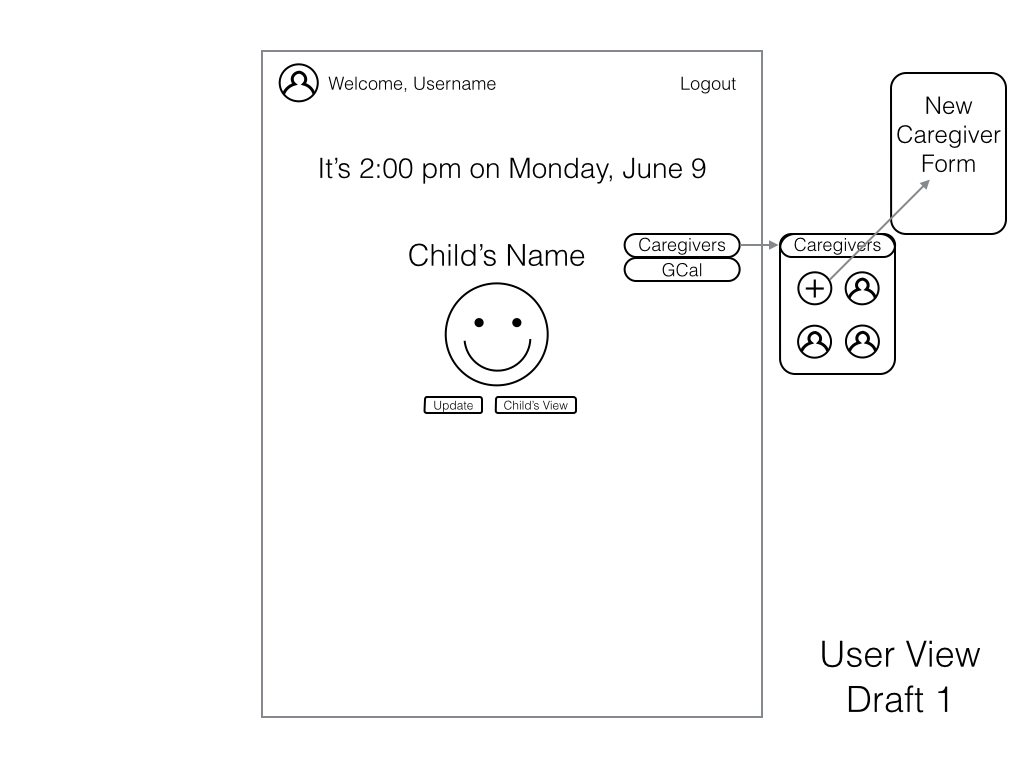 Welcome, Username
Logout
It's 2:00 pm on Monday, June 9
Child's Name
Caregivers
GCal
Update
Child's View
Caregivers
New
Caregiver
Form
User View
Draft 1